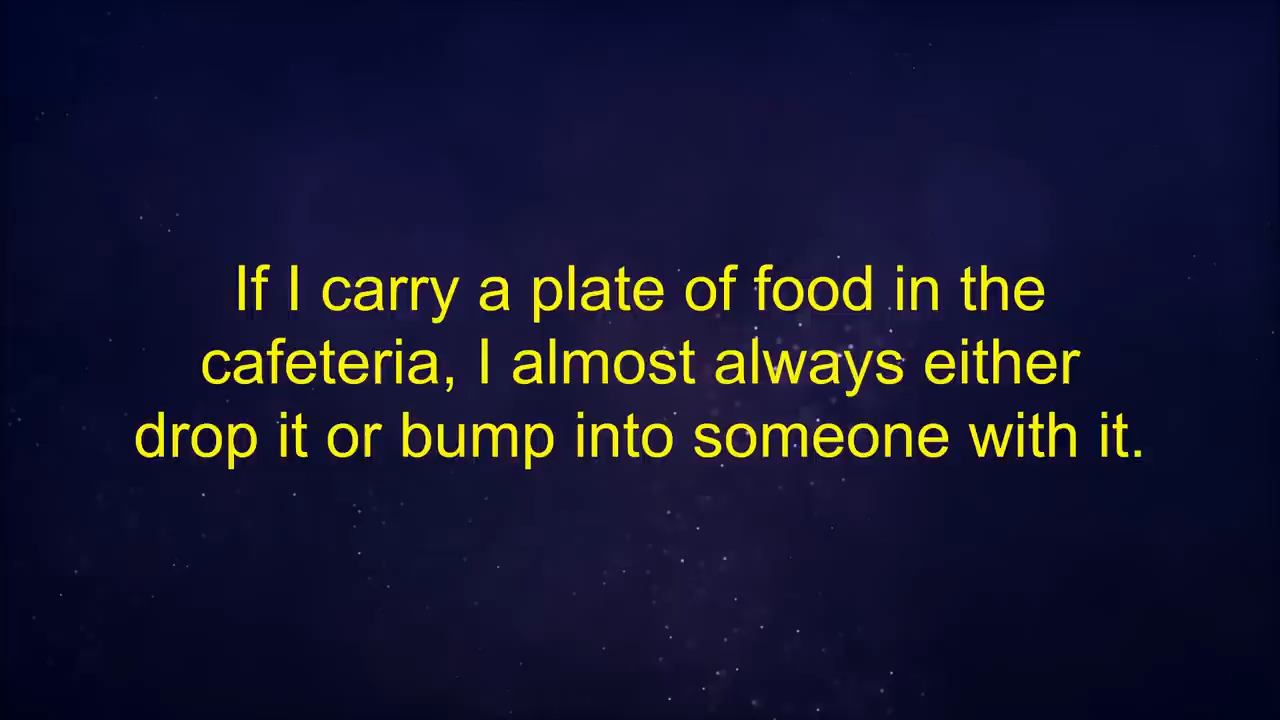 If I carry a plate of food in the
cafeteria, I almost always either
drop it or bump into someone with it.